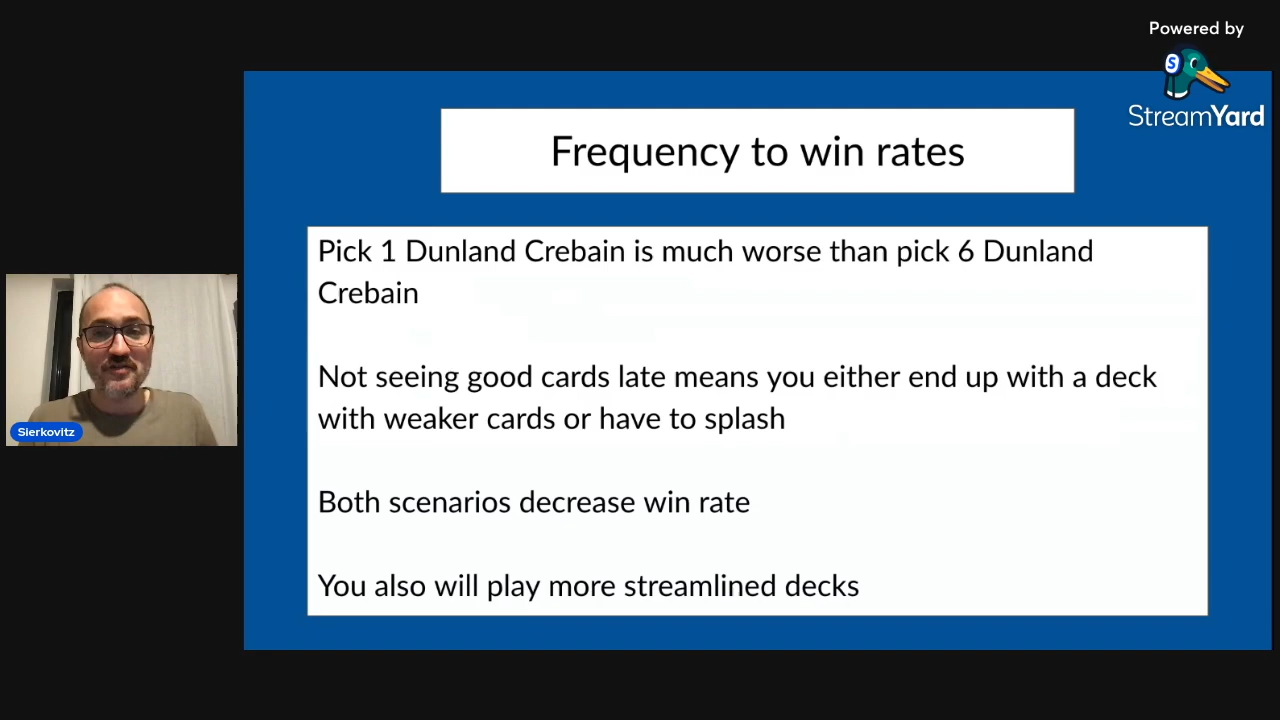 Powered by
StreamYard
Frequency to win rates
Pick 1 Dunland Crebain is much worse than pick 6 Dunland
Crebain
Not seeing good cards late means you either end up with a deck
with weaker cards or have to splash
Both scenarios decrease win rate
You also will play more streamlined decks
Sierkovitz